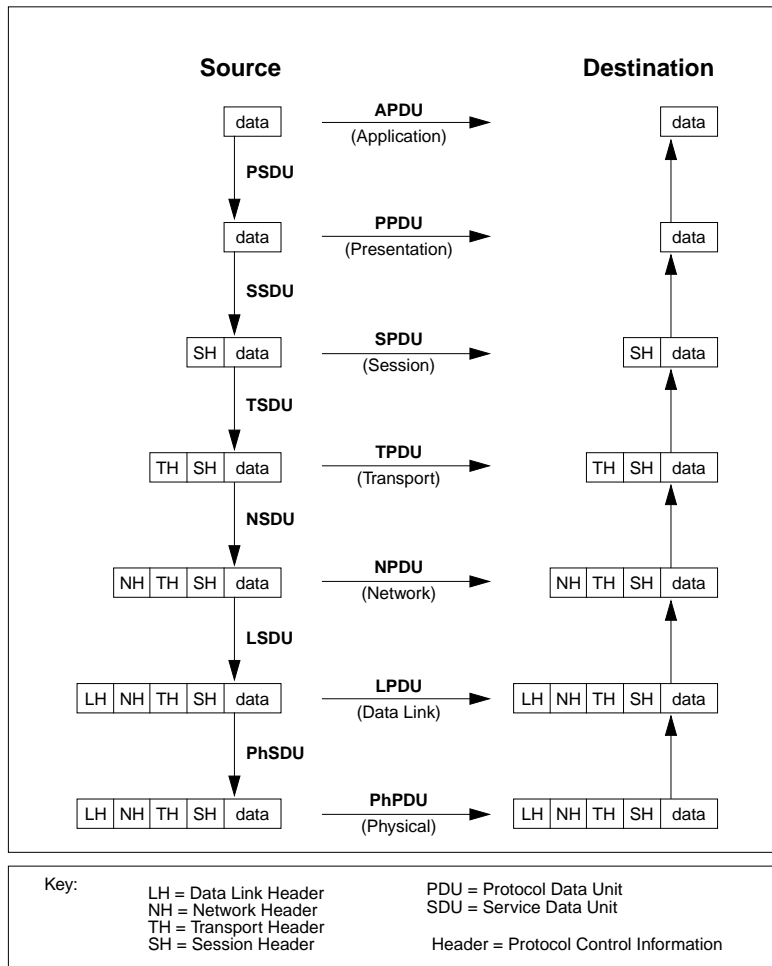 Source Destination
data APDU data
(Application)
PSDU
data PPDU data
(Presentation)
SSDU
SH data SPDU SH data
(Session)
TSDU
TH SH data TPDU TH SH data
(Transport)
NSDU
NH TH SH data NPDU NH TH SH data
(Network)
LSDU
LH NH TH SH data LPDU LH NH TH SH data
(Data Link)
PhSDU
LH NH TH SH data PhPDU LH NH TH SH data
(Physical)
Key:
LH = Data Link Header PDU = Protocol Data Unit
NH = Network Header SDU = Service Data Unit
TH = Transport Header
SH = Session Header Header = Protocol Control Information